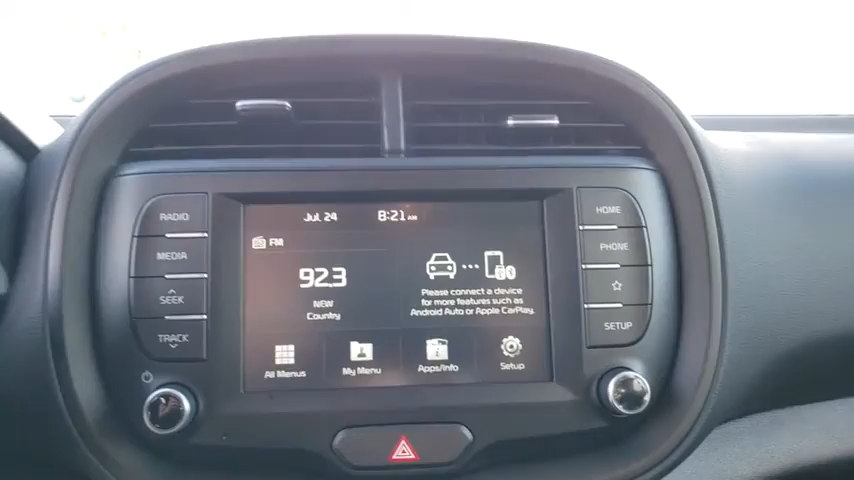 Jul. 24 8:21 AM
RADIO
HOME
FM
MEDIA
PHONE
92.3
NEW
Country
Please connect a device
for more features such as
Android Auto or Apple CarPlay.
SEEK
TRACK
SETUP
All Menus
My Menu
Apps/Info
Setup